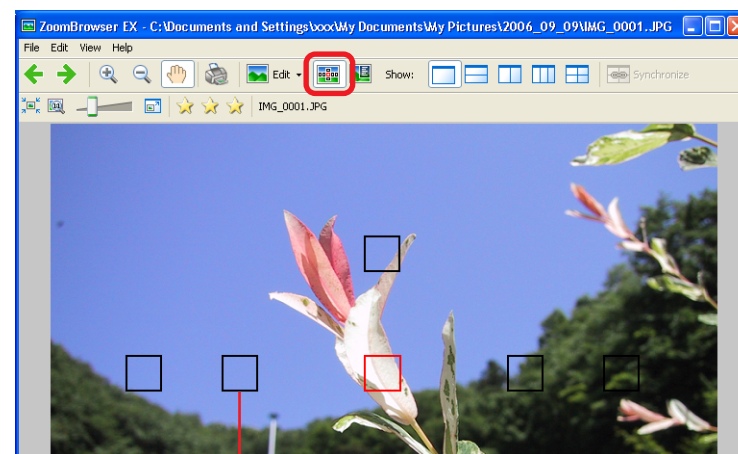 ZoomBrowser EX - C:\Documents and Settings\xxx\My Documents\My Pictures\2006_09_09\IMG_0001.JPG
File Edit View Help
Edit Show: Synchronize
IMG_0001.JPG